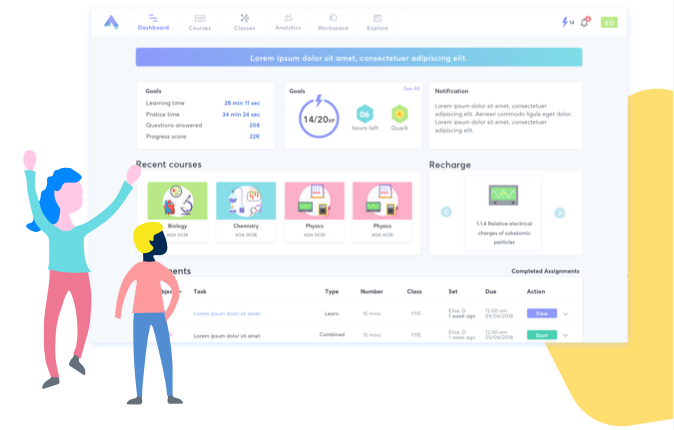 Dashboard
Courses
Classes
Analytics
Workspace
Explore
14
Lorem ipsum dolor sit amet, consectetuer adipiscing elit.
Goals
Learning time 28 min 11 sec
Pratice time 34 min 24 sec
Questions answered 208
Progress score 22K
Goals
See All
14/20XP
06
hours left
Quark
Notification
Lorem ipsum dolor sit amet, consectetuer
adipiscing elit. Aenean commodo ligula eget dolor.
Lorem ipsum dolor sit amet, consectetuer
adipiscing elit.
Recent courses
Biology
AQA GCSE
Chemistry
AQA GCSE
Physics
AQA GCSE
Physics
AQA GCSE
Recharge
1.1.4 Relative electrical
charges of subatomic
particles
ments
Completed Assignments
Task Type Number Class Set Due Action
Lorem ipsum dolor sit amet Learn 15 mins Elise, D 12:00 am View
1 week ago 05/04/2018
Lorem ipsum dolor sit amet Combined 15 mins Elise, D 12:00 am Start
1 week ago 05/04/2018